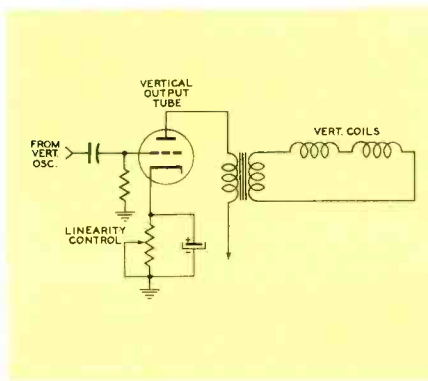 VERTICAL
OUTPUT
TUBE
FROM
VERT.
OSC.
VERT. COILS
LINEARITY
CONTROL
+
-